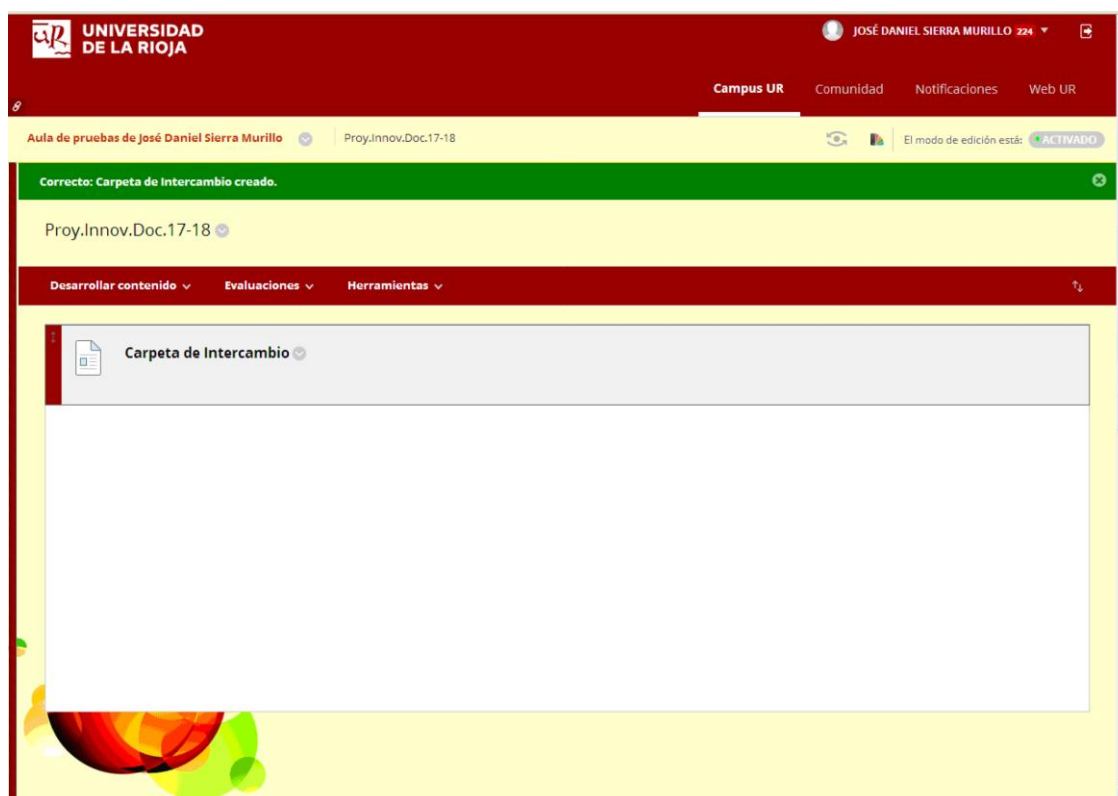 UNIVERSIDAD
DE LA RIOJA
JOSÉ DANIEL SIERRA MURILLO 224
Campus UR Comunidad Notificaciones Web UR
Aula de pruebas de José Daniel Sierra Murillo Proy.Innov.Doc.17-18 El modo de edición está: ACTIVADO
Correcto: Carpeta de Intercambio creado.
Proy.Innov.Doc.17-18
Desarrollar contenido Evaluaciones Herramientas
Carpeta de Intercambio